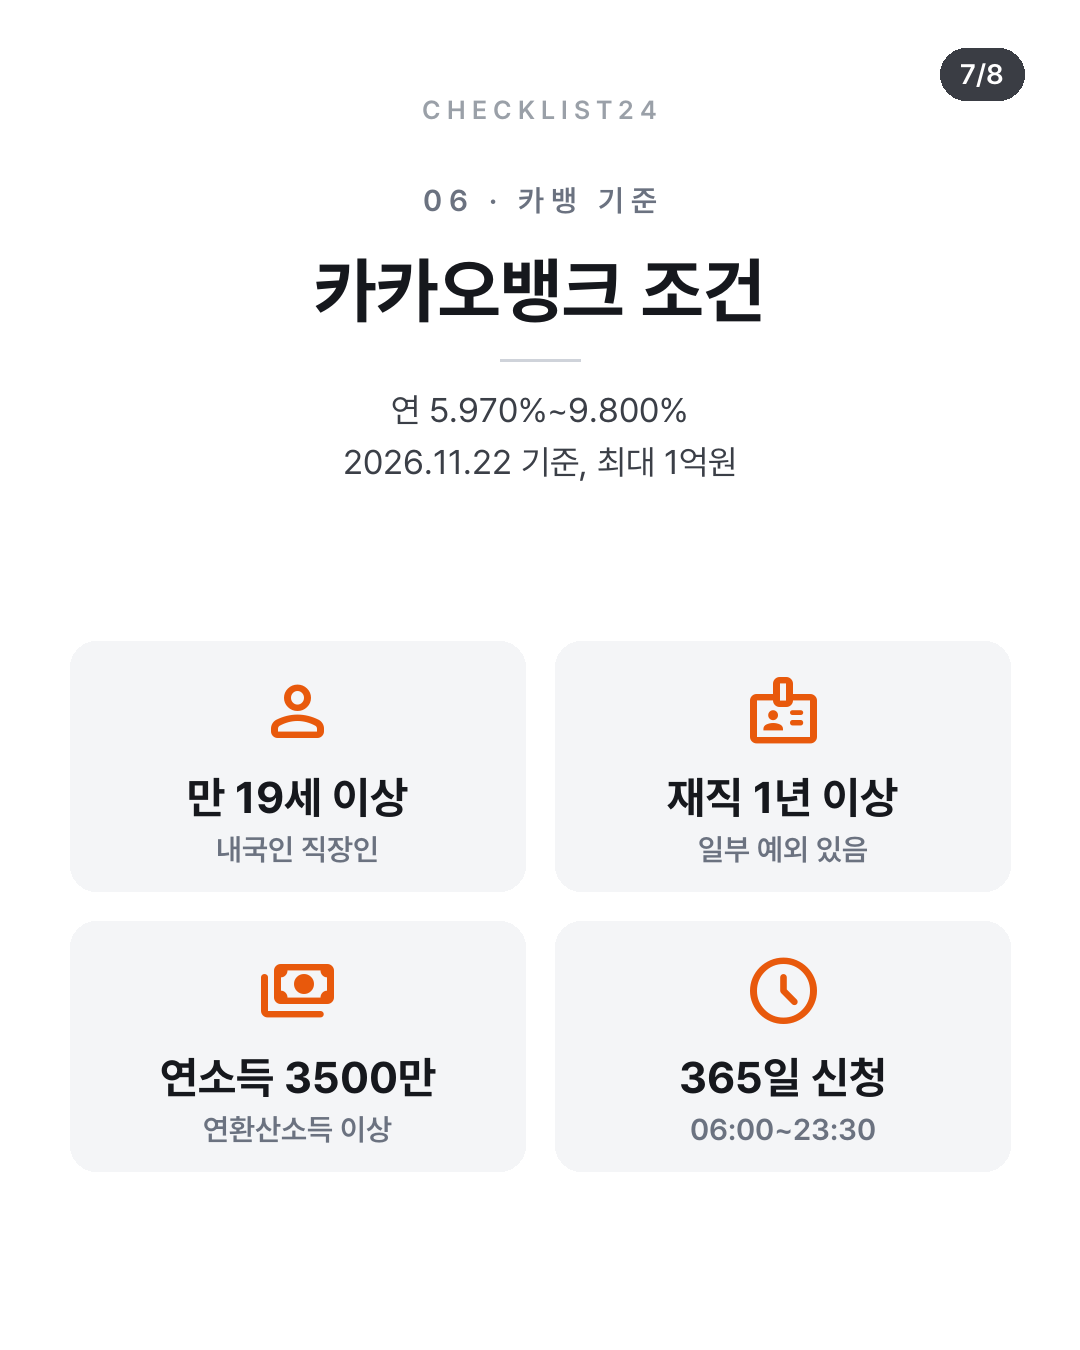 7/8
CHECKLIST24
06 · 카뱅 기준
카카오뱅크 조건
연 5.970%~9.800%
2026.11.22 기준, 최대 1억원
만 19세 이상
내국인 직장인
재직 1년 이상
일부 예외 있음
연소득 3500만
연환산소득 이상
365일 신청
06:00~23:30